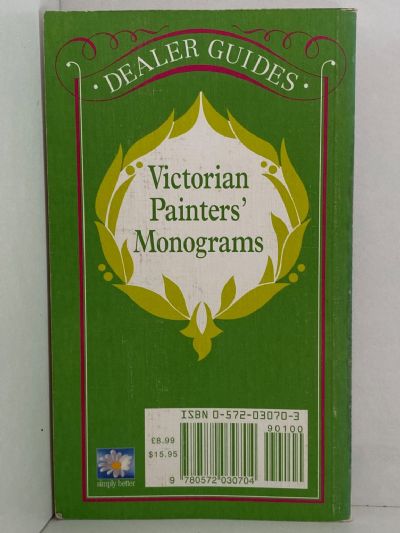 · DEALER GUIDES ·
Victorian
Painters'
Monograms
ISBN 0-572-03070-3
90100
£8.99
$15.95
9 780572 030704
simply better